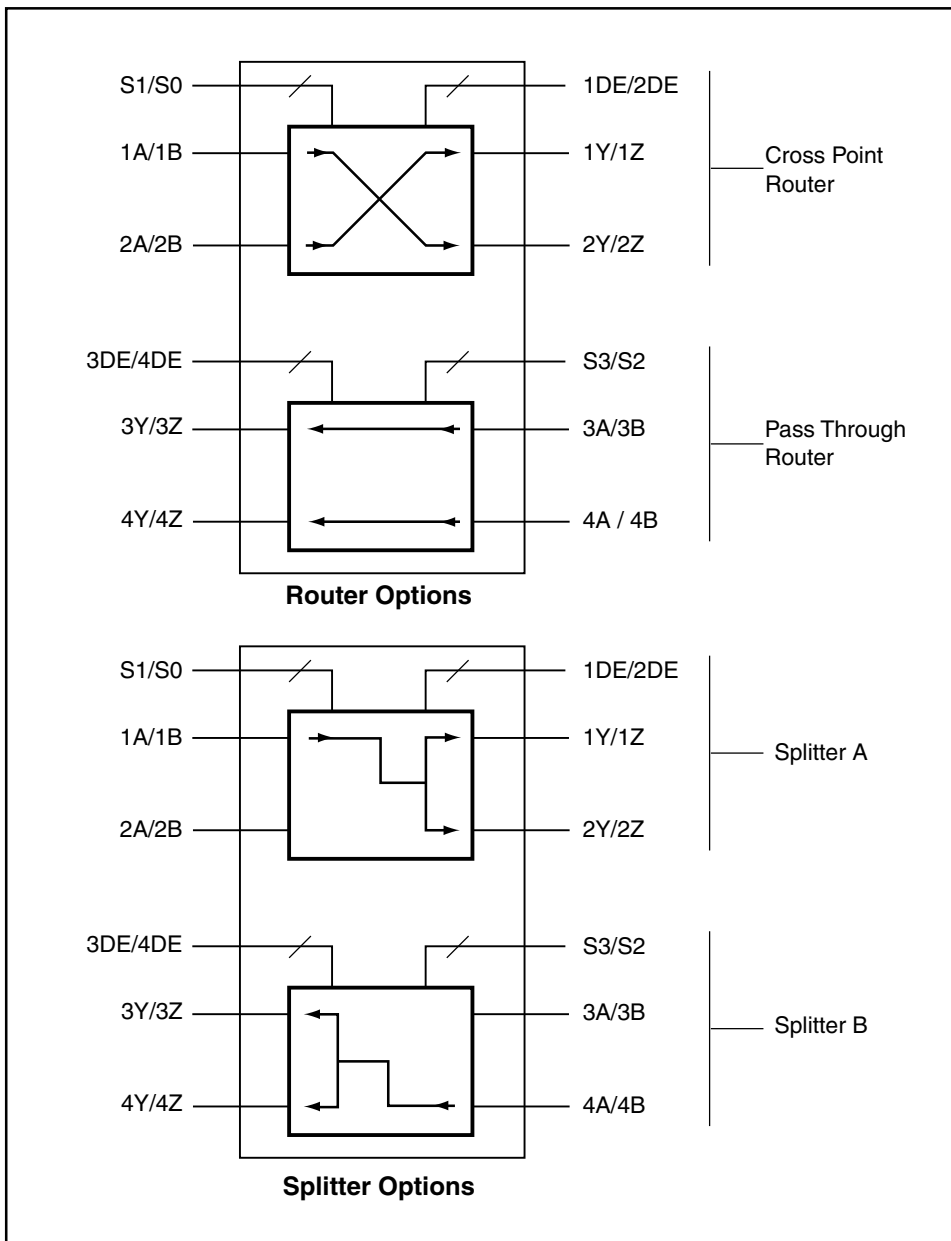 S1/S0
1DE/2DE
1A/1B
1Y/1Z
Cross Point
Router
2A/2B
2Y/2Z
3DE/4DE
S3/S2
3Y/3Z
3A/3B
Pass Through
Router
4Y/4Z
4A / 4B
Router Options
S1/S0
1DE/2DE
1A/1B
1Y/1Z
Splitter A
2A/2B
2Y/2Z
3DE/4DE
S3/S2
3Y/3Z
3A/3B
Splitter B
4Y/4Z
4A/4B
Splitter Options